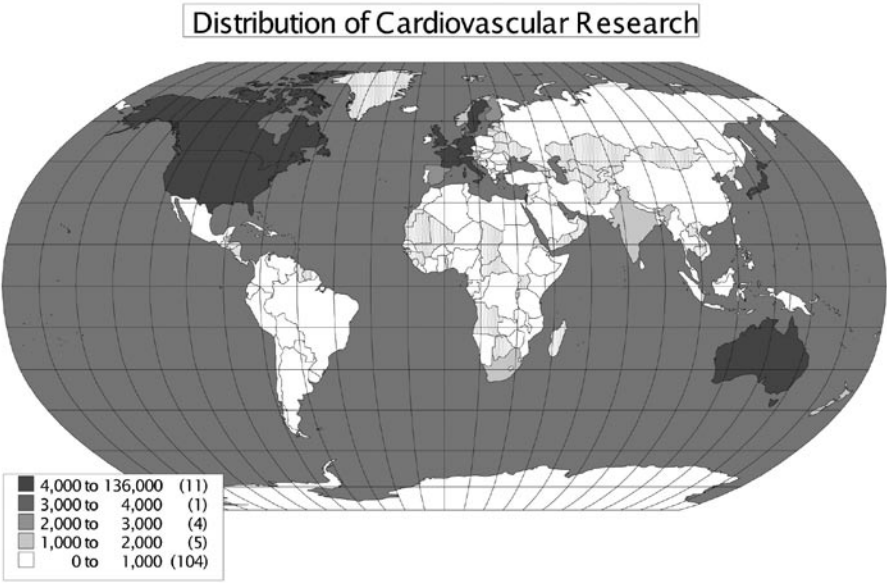 Distribution of Cardiovascular Research
4,000 to 136,000 (11)
3,000 to 4,000 (1)
2,000 to 3,000 (4)
1,000 to 2,000 (5)
0 to 1,000 (104)